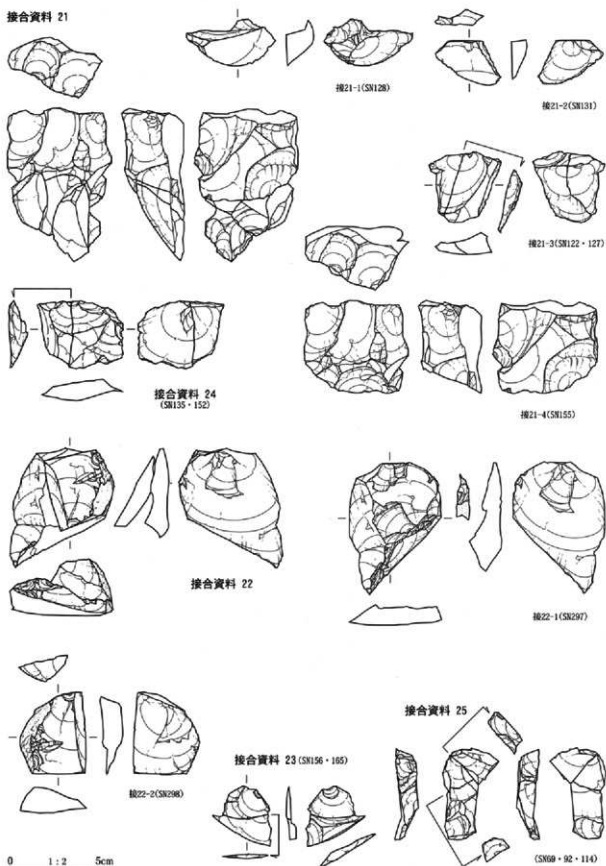 接合資料 21
接21-1(SN128)
接21-2(SN131)
接21-3(SN122・127)
接合資料 24
(SN135・152)
接21-4(SN155)
接合資料 22
接22-1(SN297)
接合資料 25
接22-2(SN298)
接合資料 23(SN156・165)
(SN69・92・114)
0 1:2 5cm